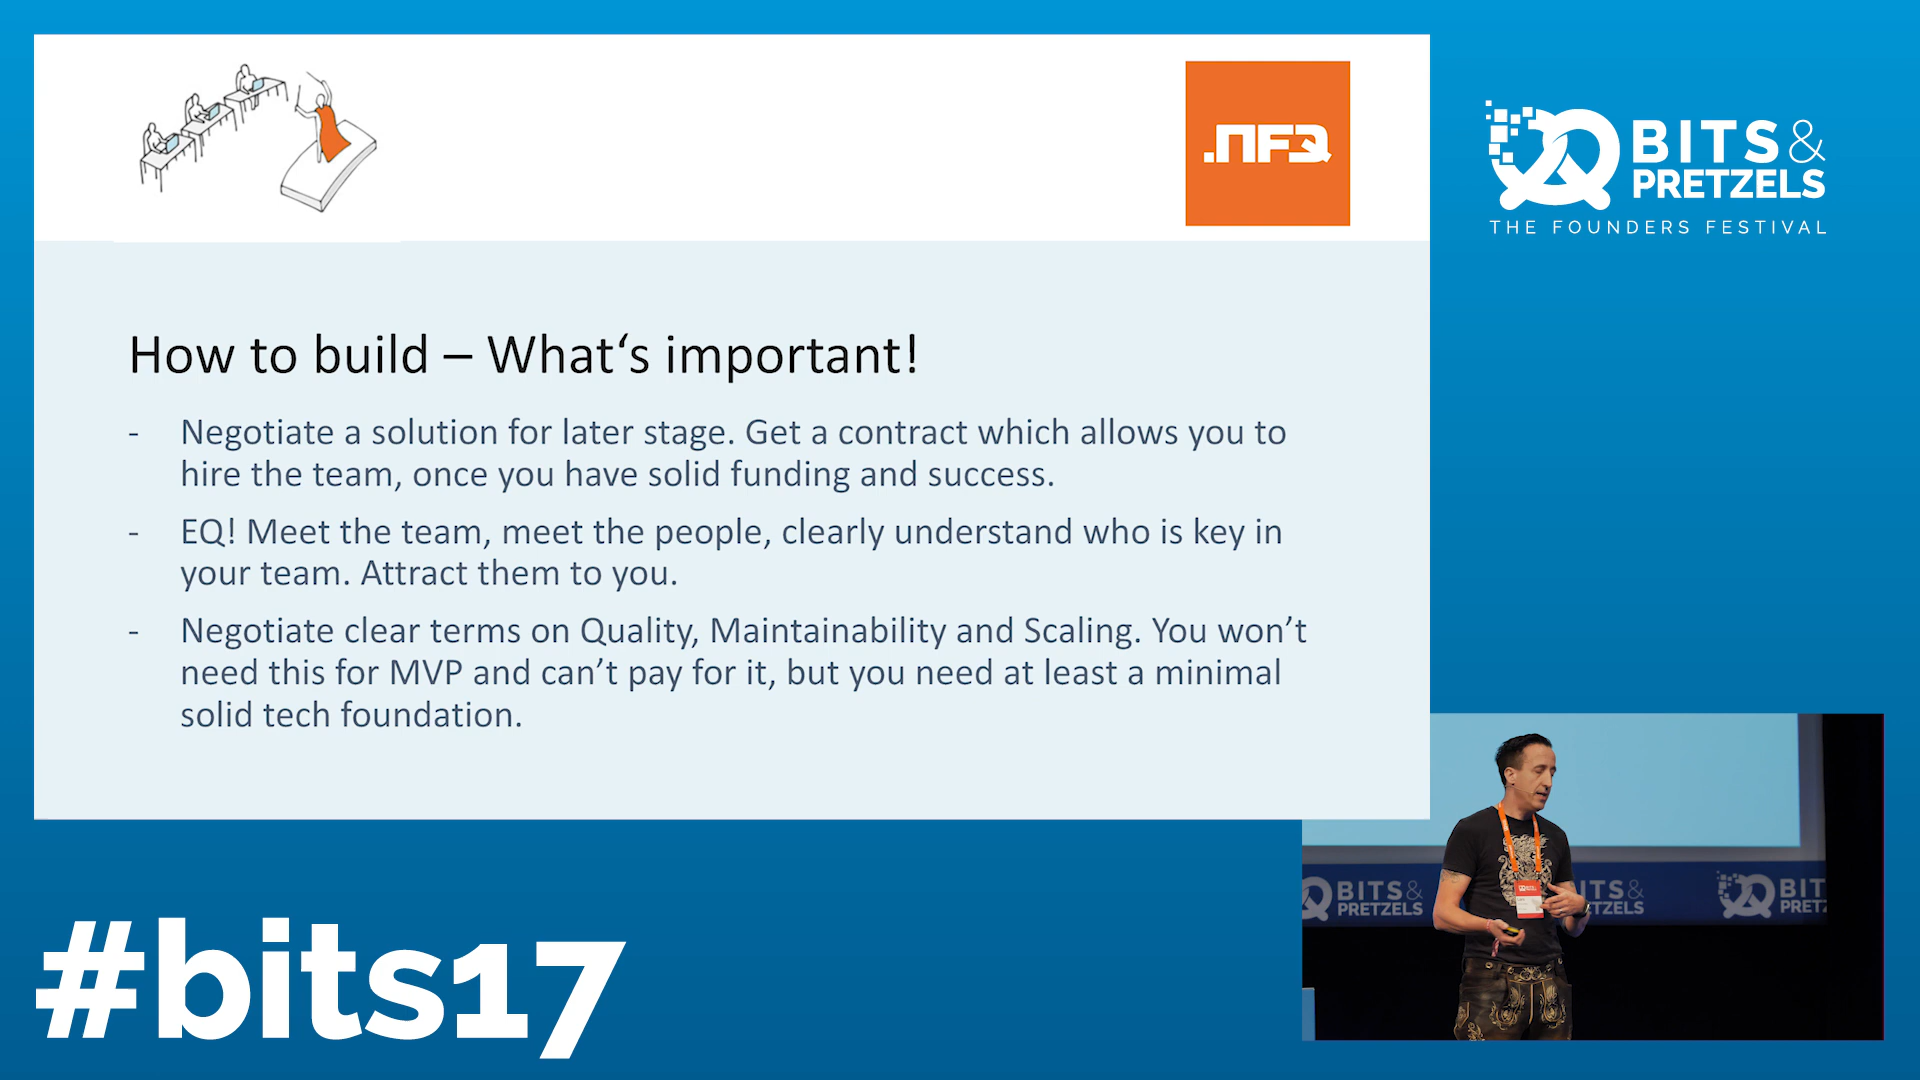 .NFQ
BITS&
PRETZELS
THE FOUNDERS FESTIVAL
How to build – What‘s important!
- Negotiate a solution for later stage. Get a contract which allows you to
hire the team, once you have solid funding and success.
- EQ! Meet the team, meet the people, clearly understand who is key in
your team. Attract them to you.
- Negotiate clear terms on Quality, Maintainability and Scaling. You won’t
need this for MVP and can’t pay for it, but you need at least a minimal
solid tech foundation.
BITS&
PRETZELS
ITS&
TZELS
BIT
PRETZ
#bits17